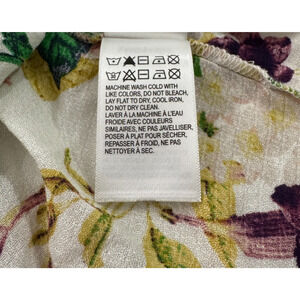 MACHINE WASH COLD WITH
LIKE COLORS, DO NOT BLEACH,
LAY FLAT TO DRY, COOL IRON,
DO NOT DRY CLEAN.
LAVER À LA MACHINE À L'EAU
FROIDE AVEC COULEURS
SIMILAIRES, NE PAS JAVELLISER,
POSER À PLAT POUR SÈCHER,
REPASSER À FROID, NE PAS
NETTOYER À SEC.